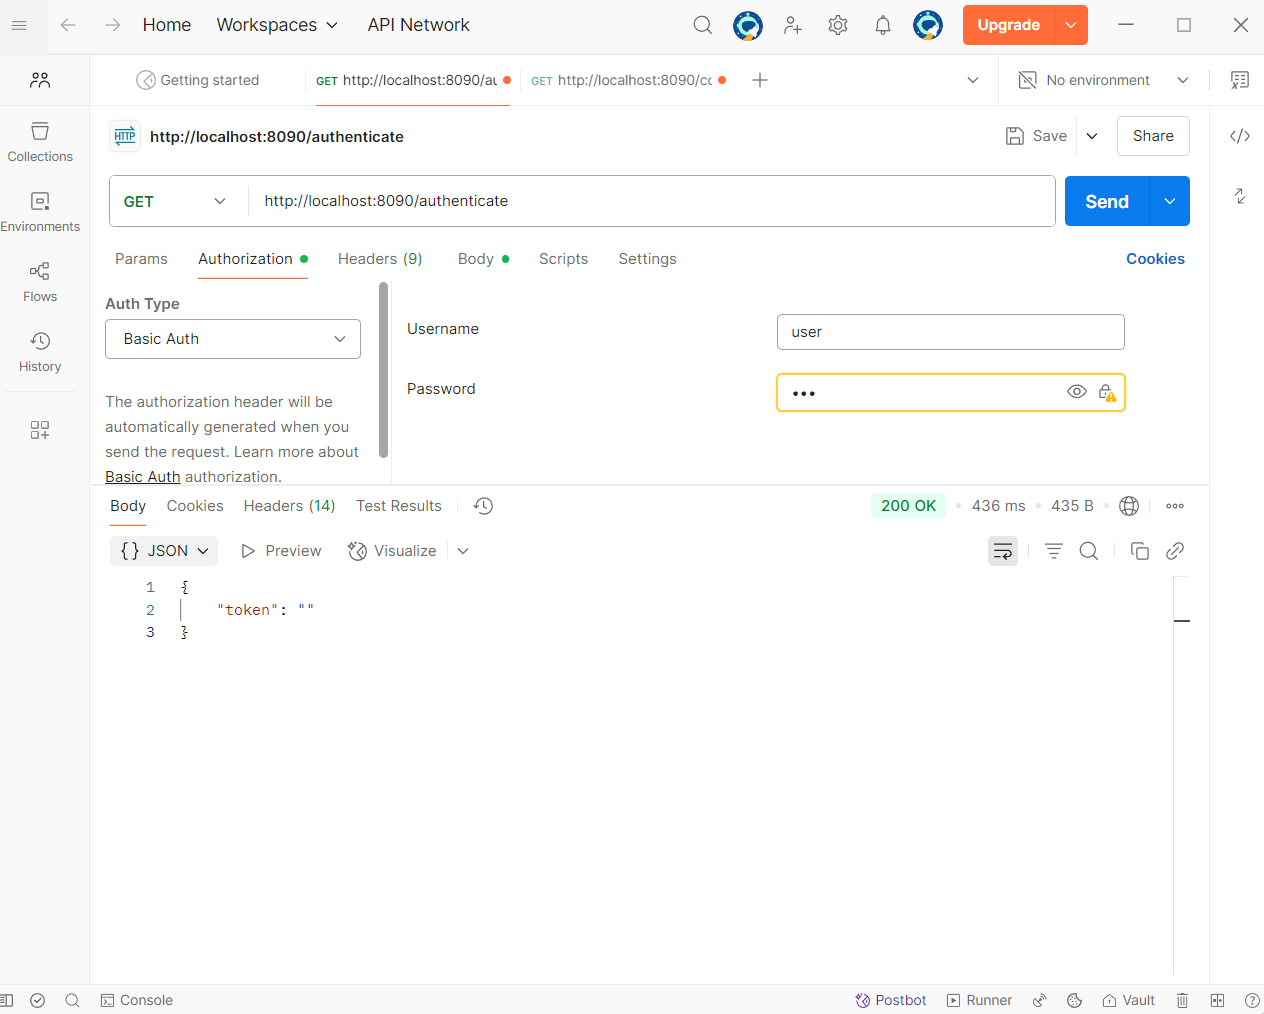 Home Workspaces API Network Upgrade
Getting started GET http://localhost:8090/au GET http://localhost:8090/cc No environment
HTTP http://localhost:8090/authenticate Save Share
Collections
GET http://localhost:8090/authenticate Send
Environments
Params Authorization Headers (9) Body Scripts Settings Cookies
Flows
Auth Type
Username user
Basic Auth
History
Password •••
The authorization header will be
automatically generated when you
send the request. Learn more about
Basic Auth authorization.
Body Cookies Headers (14) Test Results 200 OK • 436 ms • 435 B •
{} JSON Preview Visualize
1 {
2 "token": ""
3 }
Console Postbot Runner Vault